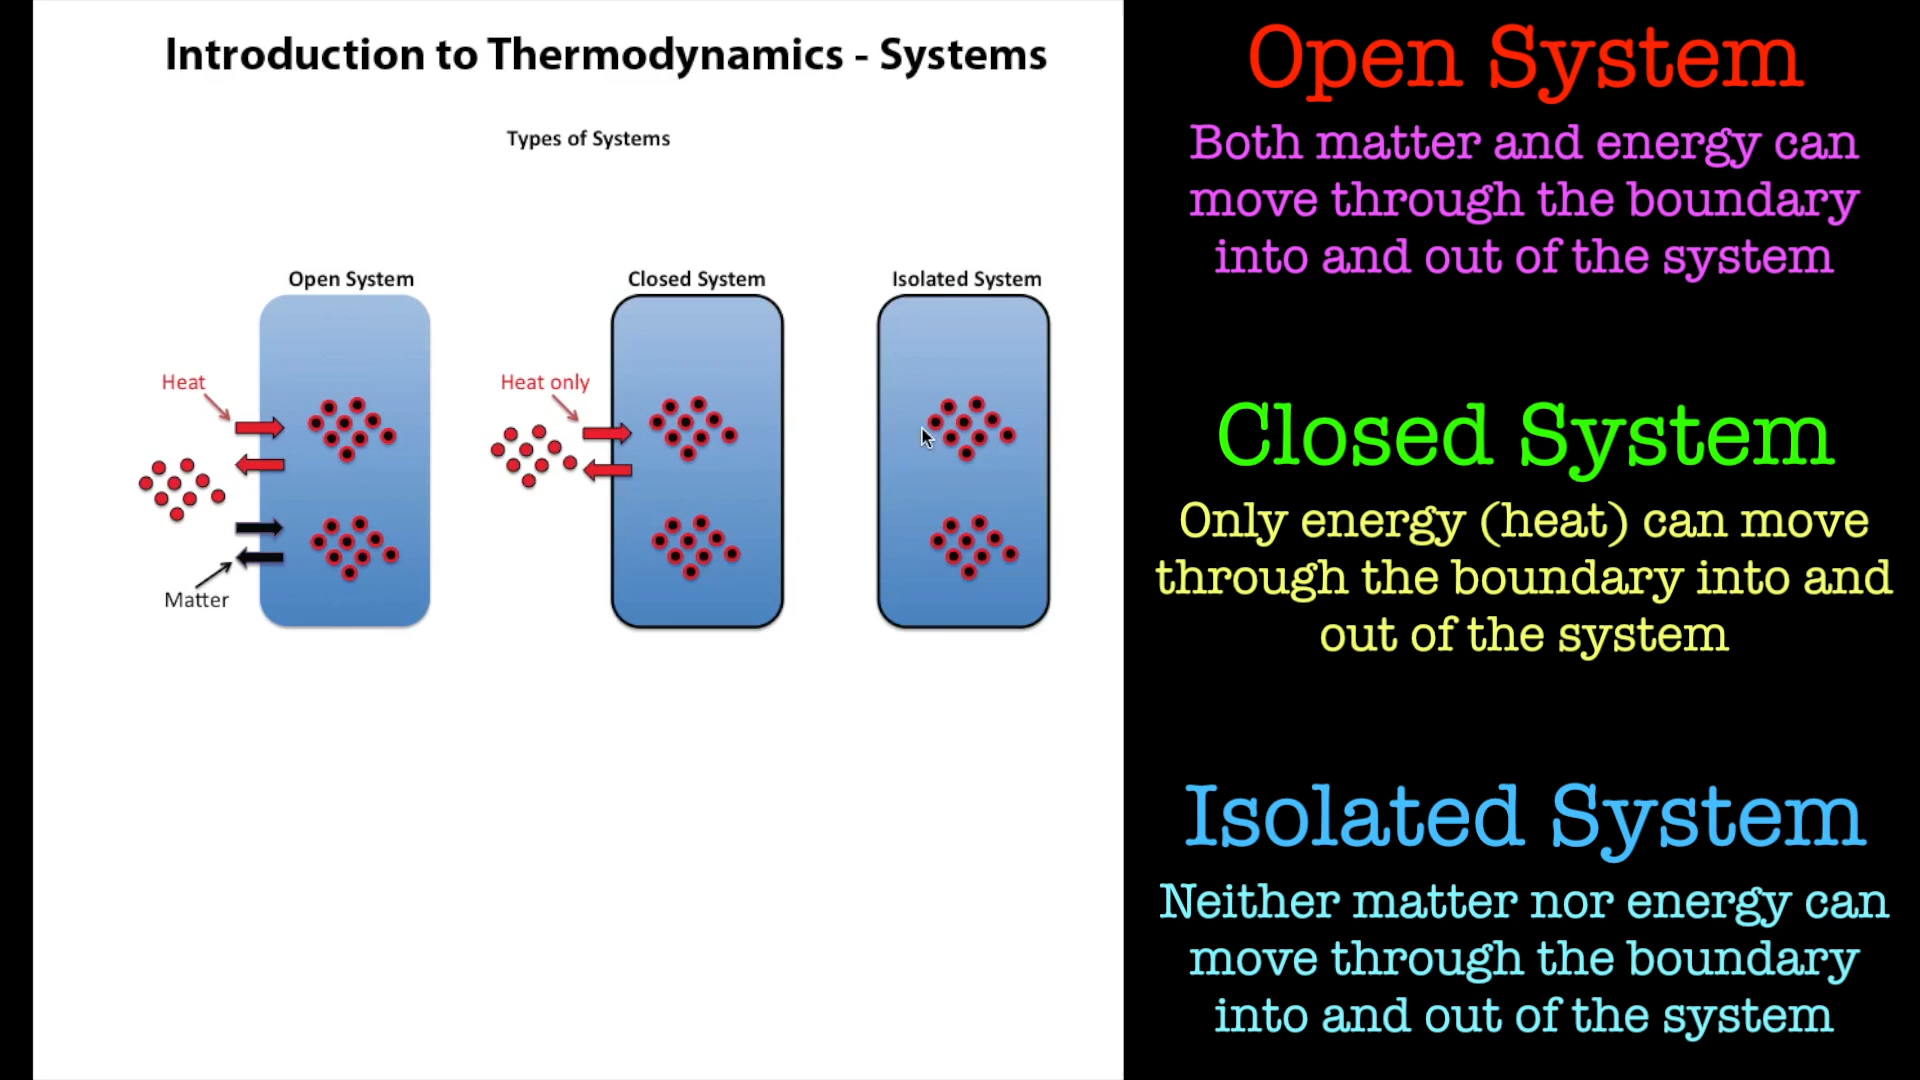 Introduction to Thermodynamics - Systems
Types of Systems
Open System
Closed System
Isolated System
Heat
Heat only
Matter
Open System
Both matter and energy can
move through the boundary
into and out of the system
Closed System
Only energy (heat) can move
through the boundary into and
out of the system
Isolated System
Neither matter nor energy can
move through the boundary
into and out of the system